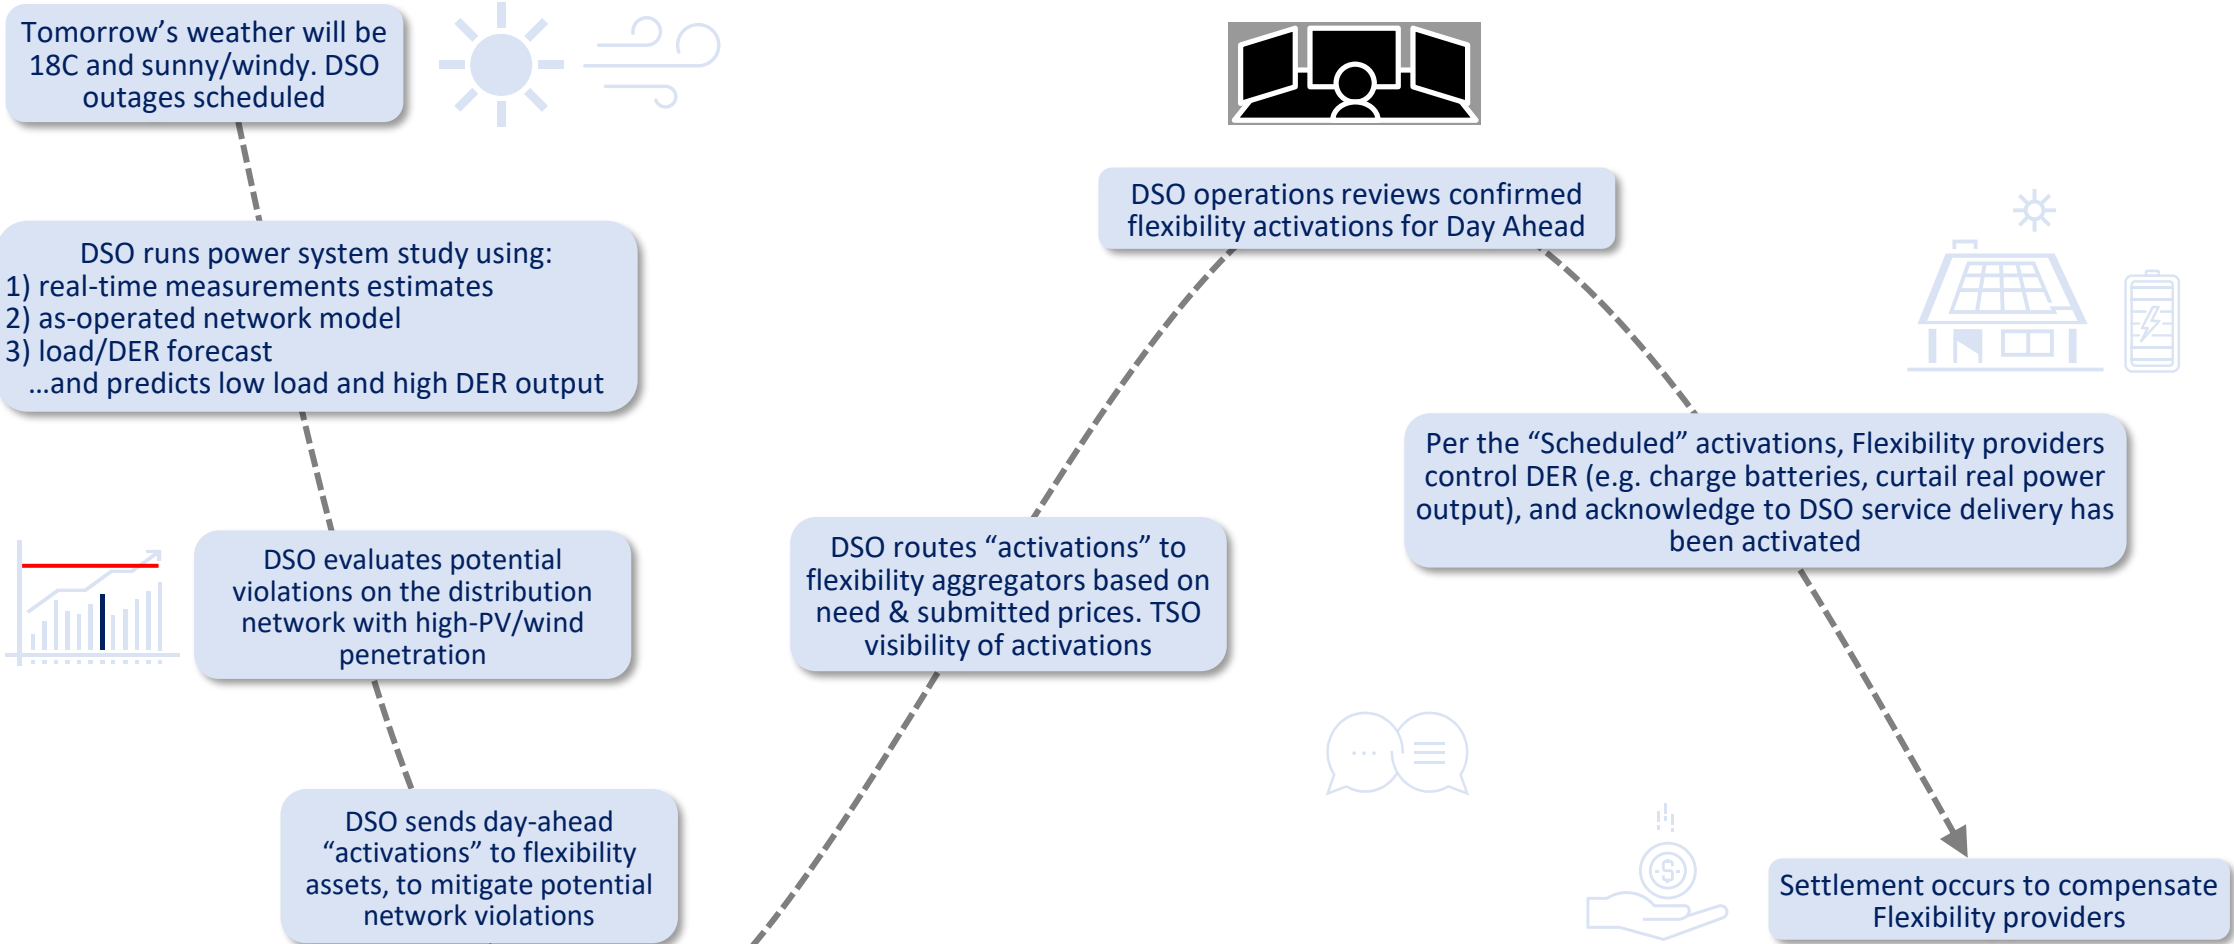 Tomorrow’s weather will be
18C and sunny/windy. DSO
outages scheduled
DSO runs power system study using:
1) real-time measurements estimates
2) as-operated network model
3) load/DER forecast
...and predicts low load and high DER output
DSO evaluates potential
violations on the distribution
network with high-PV/wind
penetration
DSO sends day-ahead
“activations” to flexibility
assets, to mitigate potential
network violations
DSO routes “activations” to
flexibility aggregators based on
need & submitted prices. TSO
visibility of activations
DSO operations reviews confirmed
flexibility activations for Day Ahead
Per the “Scheduled” activations, Flexibility providers
control DER (e.g. charge batteries, curtail real power
output), and acknowledge to DSO service delivery has
been activated
Settlement occurs to compensate
Flexibility providers